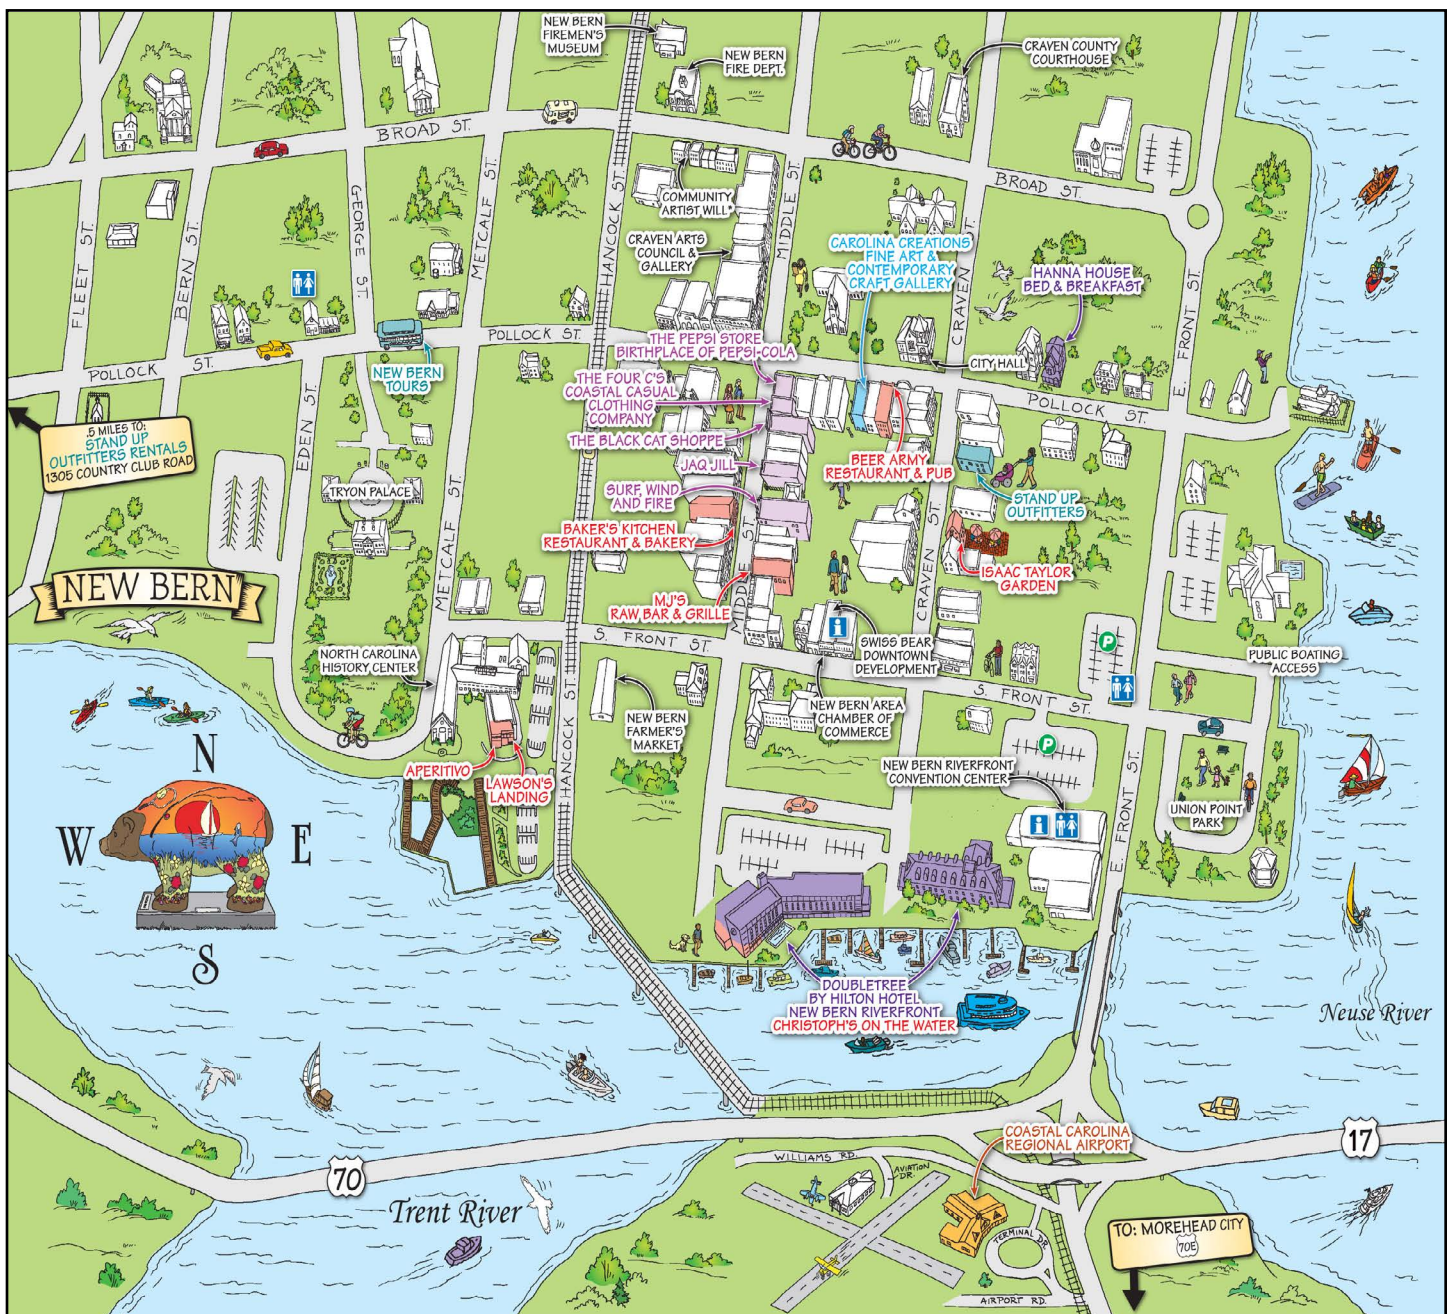 NEW BERN
FIREMEN'S
MUSEUM
NEW BERN
FIRE DEPT.
CRAVEN COUNTY
COURTHOUSE
BROAD ST.
BROAD ST.
COMMUNITY
ARTIST WILL*
CRAVEN ARTS
COUNCIL &
GALLERY
CAROLINA CREATIONS
FINE ART &
CONTEMPORARY
CRAFT GALLERY
HANNA HOUSE
BED & BREAKFAST
FLEET ST.
BERN ST.
GEORGE ST.
METCALF ST.
HANCOCK ST.
MIDDLE ST.
CRAVEN ST.
E. FRONT ST.
POLLOCK ST.
POLLOCK ST.
NEW BERN
TOURS
THE PEPSI STORE
BIRTHPLACE OF PEPSI-COLA
THE FOUR C'S
COASTAL CASUAL
CLOTHING
COMPANY
THE BLACK CAT SHOPPE
JAQ JILL
SURF, WIND
AND FIRE
BAKER'S KITCHEN
RESTAURANT & BAKERY
MJ'S
RAW BAR & GRILLE
CITY HALL
POLLOCK ST.
BEER ARMY
RESTAURANT & PUB
STAND UP
OUTFITTERS
ISAAC TAYLOR
GARDEN
.5 MILES TO:
STAND UP
OUTFITTERS RENTALS
1305 COUNTRY CLUB ROAD
EDEN ST.
TRYON PALACE
METCALF ST.
MIDDLE ST.
CRAVEN ST.
NEW BERN
S. FRONT ST.
i
SWISS BEAR
DOWNTOWN
DEVELOPMENT
P
PUBLIC BOATING
ACCESS
NORTH CAROLINA
HISTORY CENTER
S. FRONT ST.
NEW BERN
FARMER'S
MARKET
NEW BERN AREA
CHAMBER OF
COMMERCE
P
APERITIVO
LAWSON'S
LANDING
HANCOCK ST.
NEW BERN RIVERFRONT
CONVENTION CENTER
i
E. FRONT ST.
UNION POINT
PARK
N
W
E
S
DOUBLETREE
BY HILTON HOTEL
NEW BERN RIVERFRONT
CHRISTOPH'S ON THE WATER
Neuse River
COASTAL CAROLINA
REGIONAL AIRPORT
17
70
WILLIAMS RD.
AVIATION
DR.
Trent River
TERMINAL DR.
AIRPORT RD.
TO: MOREHEAD CITY
70E